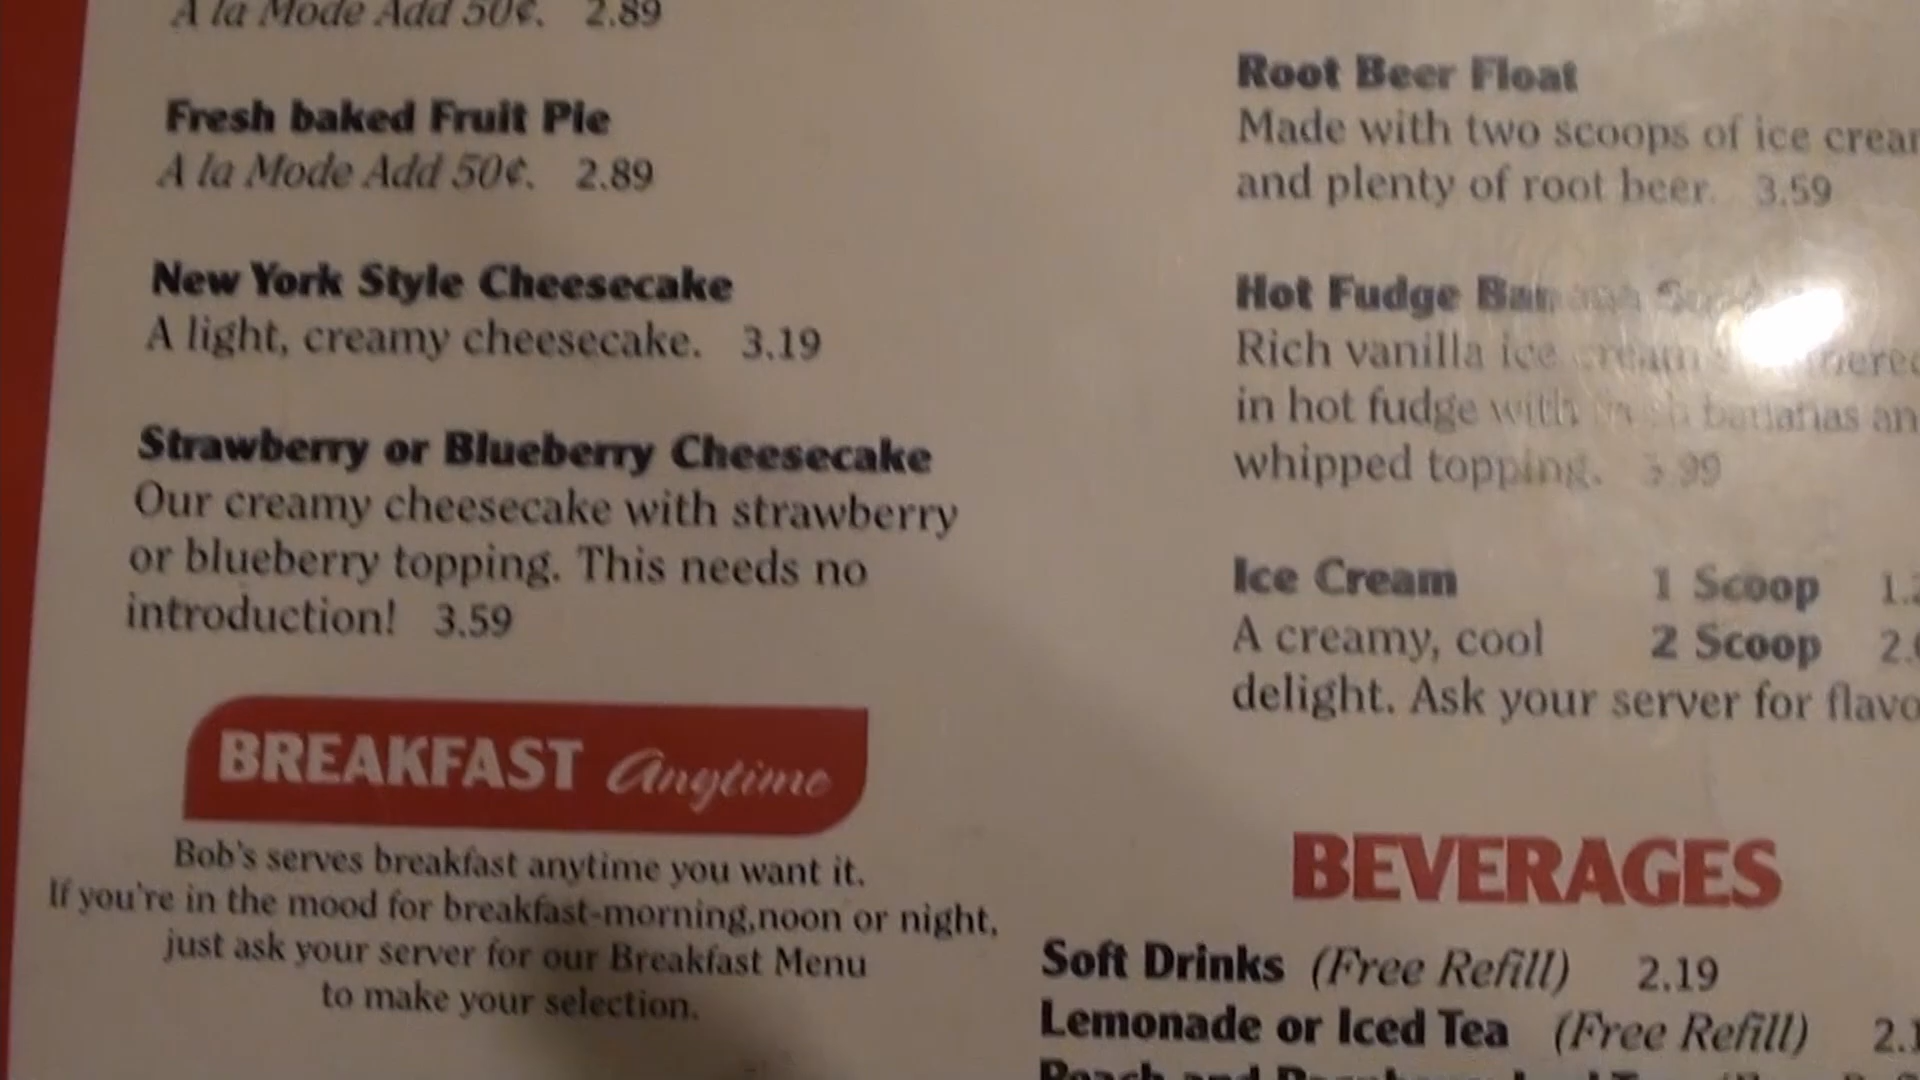 A la Mode Add 50¢. 2.89
Fresh baked Fruit Pie
A la Mode Add 50¢. 2.89
New York Style Cheesecake
A light, creamy cheesecake. 3.19
Strawberry or Blueberry Cheesecake
Our creamy cheesecake with strawberry
or blueberry topping. This needs no
introduction! 3.59
BREAKFAST Anytime
Bob's serves breakfast anytime you want it.
If you're in the mood for breakfast-morning,noon or night,
just ask your server for our Breakfast Menu
to make your selection.
Root Beer Float
Made with two scoops of ice
and plenty of root beer. 3.59
Hot Fudge
Rich vanilla ice cream
in hot fudge with bananas
whipped topping. 3.99
Ice Cream 1 Scoop
A creamy, cool 2 Scoop
delight. Ask your server for
BEVERAGES
Soft Drinks (Free Refill) 2.19
Lemonade or Iced Tea (Free Refill)